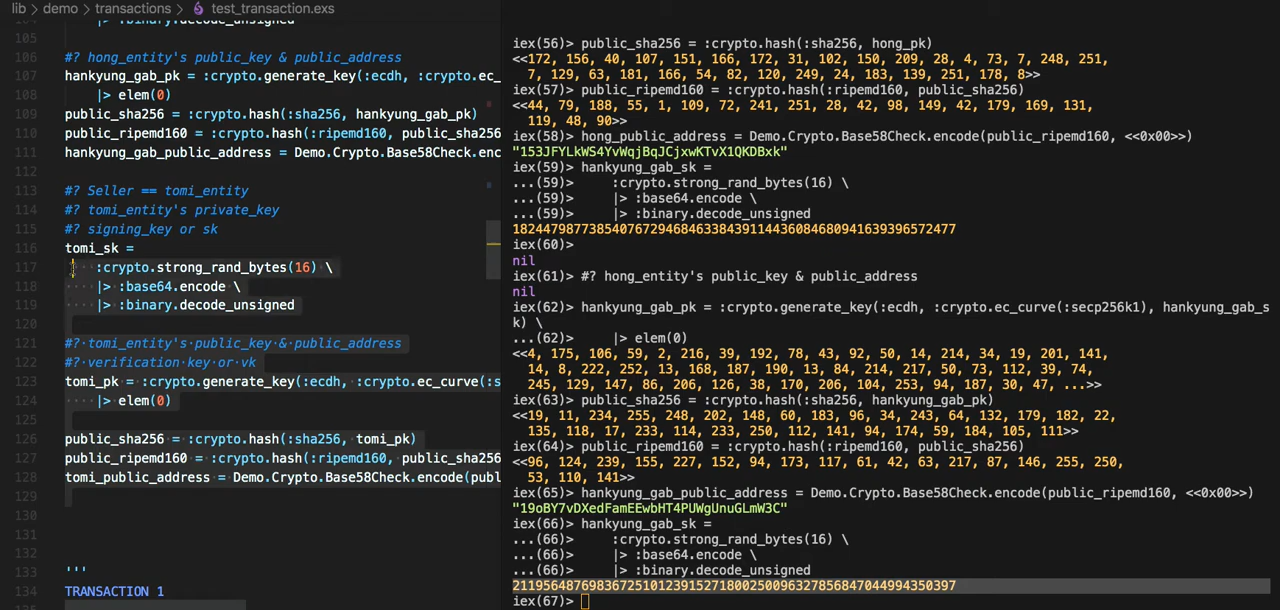 lib > demo > transactions > test_transaction.exs
104 |> :binary.decode_unsigned
105
106 #? hong_entity's public_key & public_address
107 hankyung_gab_pk = :crypto.generate_key(:ecdh, :crypto.ec_
108 |> elem(0)
109 public_sha256 = :crypto.hash(:sha256, hankyung_gab_pk)
110 public_ripemd160 = :crypto.hash(:ripemd160, public_sha256
111 hankyung_gab_public_address = Demo.Crypto.Base58Check.enc
112
113 #? Seller == tomi_entity
114 #? tomi_entity's private_key
115 #? signing_key or sk
116 tomi_sk =
117 :crypto.strong_rand_bytes(16) \
118 |> :base64.encode \
119 |> :binary.decode_unsigned
120
121 #? tomi_entity's public_key & public_address
122 #? verification key or vk
123 tomi_pk = :crypto.generate_key(:ecdh, :crypto.ec_curve(:s
124 |> elem(0)
125
126 public_sha256 = :crypto.hash(:sha256, tomi_pk)
127 public_ripemd160 = :crypto.hash(:ripemd160, public_sha256
128 tomi_public_address = Demo.Crypto.Base58Check.encode(publ
129
130
131
132
133 '''
134 TRANSACTION 1
iex(56)> public_sha256 = :crypto.hash(:sha256, hong_pk)
<<172, 156, 40, 107, 151, 166, 172, 31, 102, 150, 209, 28, 4, 73, 7, 248, 251,
7, 129, 63, 181, 166, 54, 82, 120, 249, 24, 183, 139, 251, 178, 8>>
iex(57)> public_ripemd160 = :crypto.hash(:ripemd160, public_sha256)
<<44, 79, 188, 55, 1, 109, 72, 241, 251, 28, 42, 98, 149, 42, 179, 169, 131,
119, 48, 90>>
iex(58)> hong_public_address = Demo.Crypto.Base58Check.encode(public_ripemd160, <<0x00>>)
"153JFYLkWS4YvWqjBqJCjxwKTvX1QKDBxk"
iex(59)> hankyung_gab_sk =
...(59)> :crypto.strong_rand_bytes(16) \
...(59)> |> :base64.encode \
...(59)> |> :binary.decode_unsigned
18244798773854076729468463384391144360846809416393965​72477
iex(60)>
nil
iex(61)> #? hong_entity's public_key & public_address
nil
iex(62)> hankyung_gab_pk = :crypto.generate_key(:ecdh, :crypto.ec_curve(:secp256k1), hankyung_gab_s
k) \
...(62)> |> elem(0)
<<4, 175, 106, 59, 2, 216, 39, 192, 78, 43, 92, 50, 14, 214, 34, 19, 201, 141,
14, 8, 222, 252, 13, 168, 187, 190, 13, 84, 214, 217, 50, 73, 112, 39, 74,
245, 129, 147, 86, 206, 126, 38, 170, 206, 104, 253, 94, 187, 30, 47, ...>>
iex(63)> public_sha256 = :crypto.hash(:sha256, hankyung_gab_pk)
<<19, 11, 234, 255, 248, 202, 148, 60, 183, 96, 34, 243, 64, 132, 179, 182, 22,
135, 118, 17, 233, 114, 233, 250, 112, 141, 94, 174, 59, 184, 105, 111>>
iex(64)> public_ripemd160 = :crypto.hash(:ripemd160, public_sha256)
<<96, 124, 239, 155, 227, 152, 94, 173, 117, 61, 42, 63, 217, 87, 146, 255, 250,
53, 110, 141>>
iex(65)> hankyung_gab_public_address = Demo.Crypto.Base58Check.encode(public_ripemd160, <<0x00>>)
"19oBY7vDXedFamEEwbHT4PUWgUnuGLmW3C"
iex(66)> hankyung_gab_sk =
...(66)> :crypto.strong_rand_bytes(16) \
...(66)> |> :base64.encode \
...(66)> |> :binary.decode_unsigned
2119564876983672510123915271800250096327856847044994350397
iex(67)>